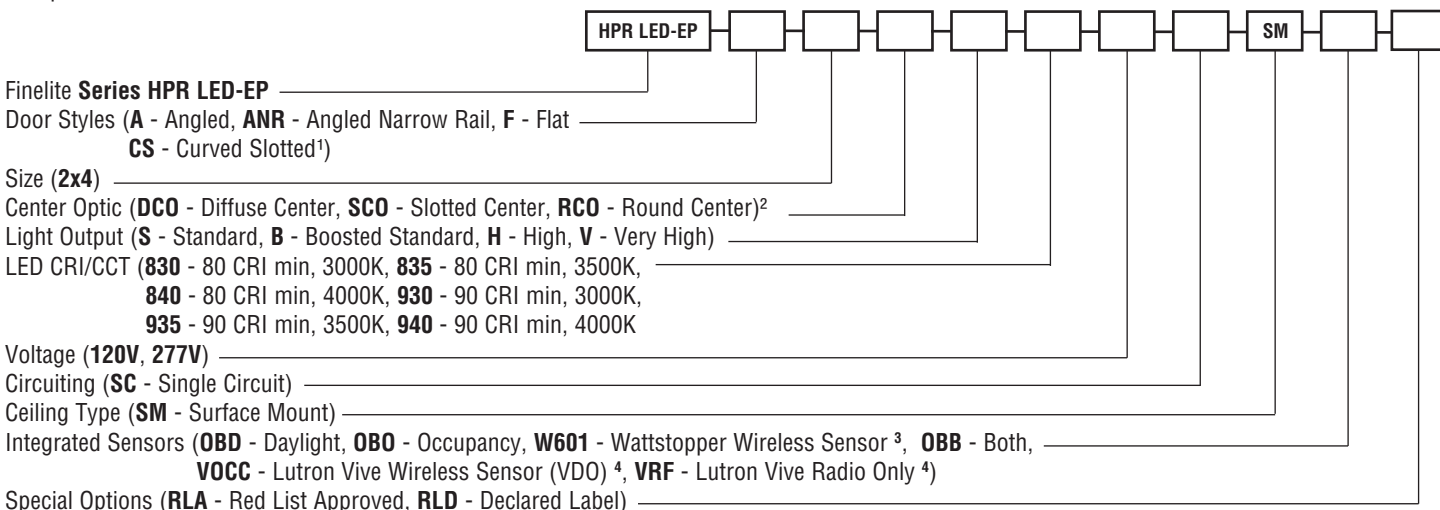 HPR LED-EP SM
Finelite Series HPR LED-EP
Door Styles (A - Angled, ANR - Angled Narrow Rail, F - Flat
CS - Curved Slotted¹)
Size (2x4)
Center Optic (DCO - Diffuse Center, SCO - Slotted Center, RCO - Round Center)²
Light Output (S - Standard, B - Boosted Standard, H - High, V - Very High)
LED CRI/CCT (830 - 80 CRI min, 3000K, 835 - 80 CRI min, 3500K,
840 - 80 CRI min, 4000K, 930 - 90 CRI min, 3000K,
935 - 90 CRI min, 3500K, 940 - 90 CRI min, 4000K
Voltage (120V, 277V)
Circuiting (SC - Single Circuit)
Ceiling Type (SM - Surface Mount)
Integrated Sensors (OBD - Daylight, OBO - Occupancy, W601 - Wattstopper Wireless Sensor ³, OBB - Both,
VOCC - Lutron Vive Wireless Sensor (VDO) ⁴, VRF - Lutron Vive Radio Only ⁴)
Special Options (RLA - Red List Approved, RLD - Declared Label)